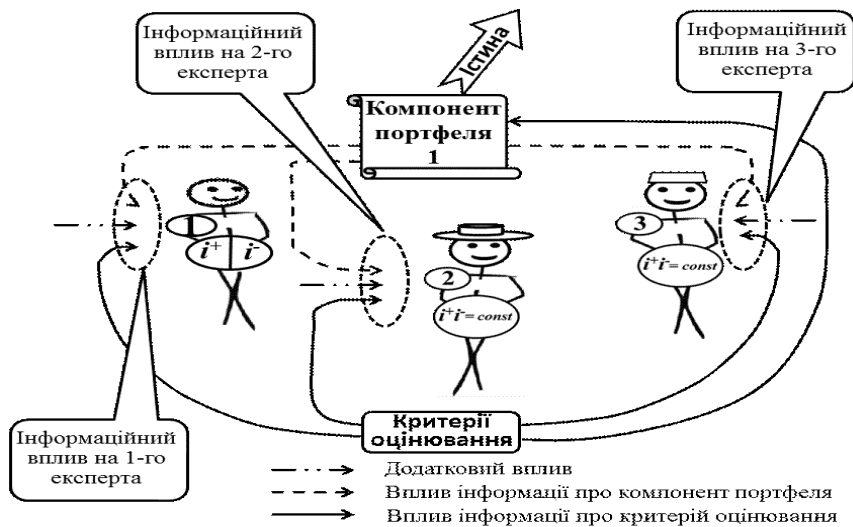 Інформаційний
вплив на 2-го
експерта
Істина
Інформаційний
вплив на 3-го
експерта
Компонент
портфеля
1
1
i⁺ i⁻
2
i⁺i⁻= const
3
i⁺i⁻= const
Інформаційний
вплив на 1-го
експерта
Критерії
оцінювання
Додатковий вплив
Вплив інформації про компонент портфеля
Вплив інформації про критерій оцінювання